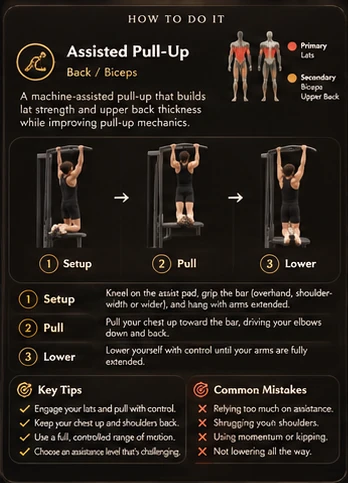 HOW TO DO IT
Assisted Pull-Up
Back / Biceps
A machine-assisted pull-up that builds
lat strength and upper back thickness
while improving pull-up mechanics.
Primary
Lats
Secondary
Biceps
Upper Back
1 Setup
2 Pull
3 Lower
1 Setup
Kneel on the assist pad, grip the bar (overhand, shoulder-
width or wider), and hang with arms extended.
2 Pull
Pull your chest up toward the bar, driving your elbows
down and back.
3 Lower
Lower yourself with control until your arms are fully
extended.
Key Tips
Engage your lats and pull with control.
Keep your chest up and shoulders back.
Use a full, controlled range of motion.
Choose an assistance level that's challenging.
Common Mistakes
Relying too much on assistance.
Shrugging your shoulders.
Using momentum or kipping.
Not lowering all the way.